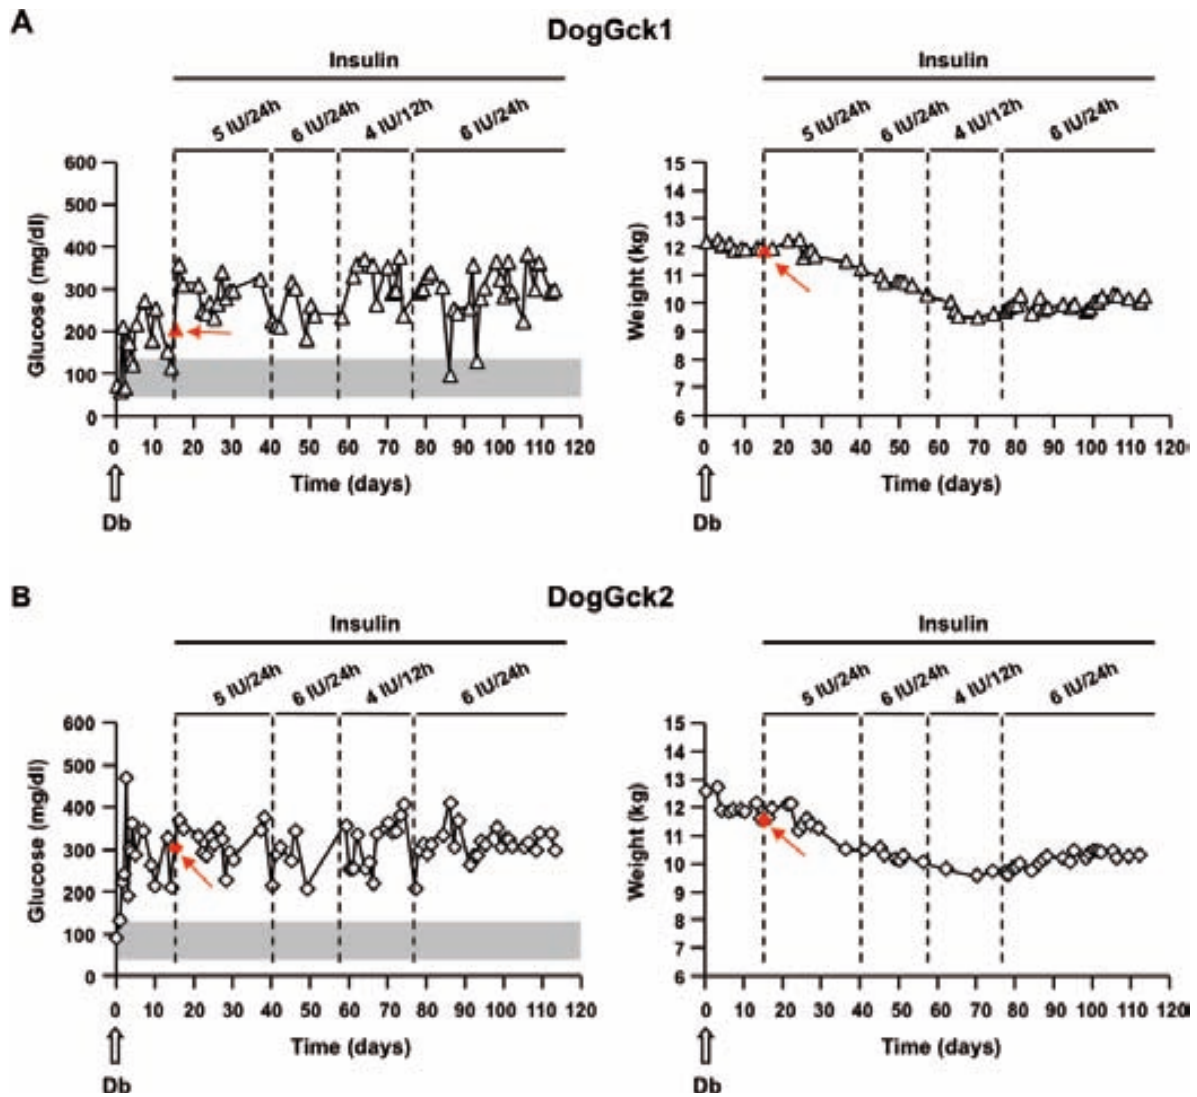 A
DogGck1
Insulin
Insulin
5 IU/24h
6 IU/24h
4 IU/12h
6 IU/24h
5 IU/24h
6 IU/24h
4 IU/12h
6 IU/24h
Glucose (mg/dl)
600
500
400
300
200
100
0
0 10 20 30 40 50 60 70 80 90 100 110 120
Time (days)
Db
Weight (kg)
15
14
13
12
11
10
9
8
7
6
0 10 20 30 40 50 60 70 80 90 100 110 120
Time (days)
Db
B
DogGck2
Insulin
Insulin
5 IU/24h
6 IU/24h
4 IU/12h
6 IU/24h
5 IU/24h
6 IU/24h
4 IU/12h
6 IU/24h
Glucose (mg/dl)
600
500
400
300
200
100
0
0 10 20 30 40 50 60 70 80 90 100 110 120
Time (days)
Db
Weight (kg)
15
14
13
12
11
10
9
8
7
6
0 10 20 30 40 50 60 70 80 90 100 110 120
Time (days)
Db